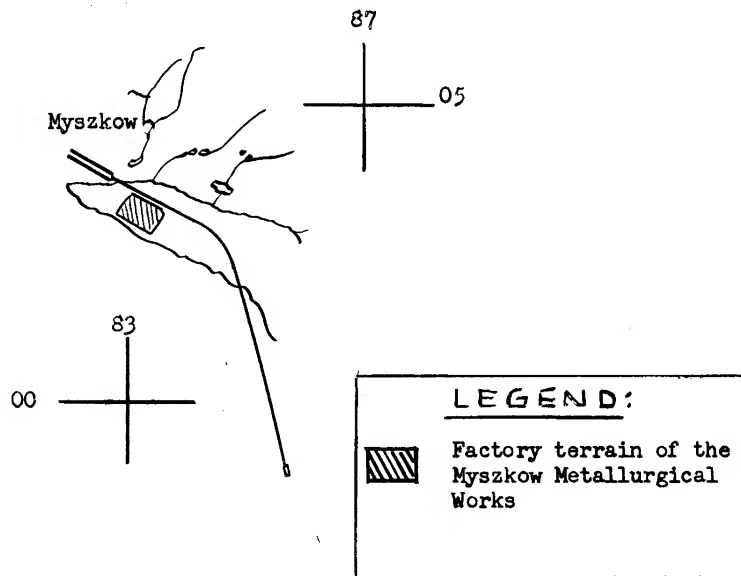 87
05
Myszkow
83
00
LEGEND:
Factory terrain of the
Myszkow Metallurgical
Works